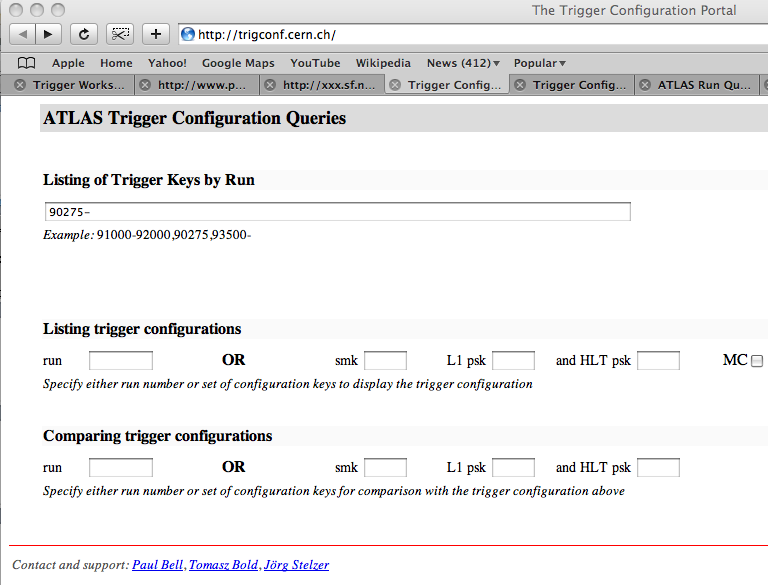 The Trigger Configuration Portal
http://trigconf.cern.ch/
Apple Home Yahoo! Google Maps YouTube Wikipedia News (412)▾ Popular▾
Trigger Works... http://www.p... http://xxx.sf.n... Trigger Config... Trigger Config... ATLAS Run Qu...
ATLAS Trigger Configuration Queries
Listing of Trigger Keys by Run
90275-
Example: 91000-92000,90275,93500-
Listing trigger configurations
run OR smk L1 psk and HLT psk MC
Specify either run number or set of configuration keys to display the trigger configuration
Comparing trigger configurations
run OR smk L1 psk and HLT psk
Specify either run number or set of configuration keys for comparison with the trigger configuration above
Contact and support: Paul Bell, Tomasz Bold, Jörg Stelzer